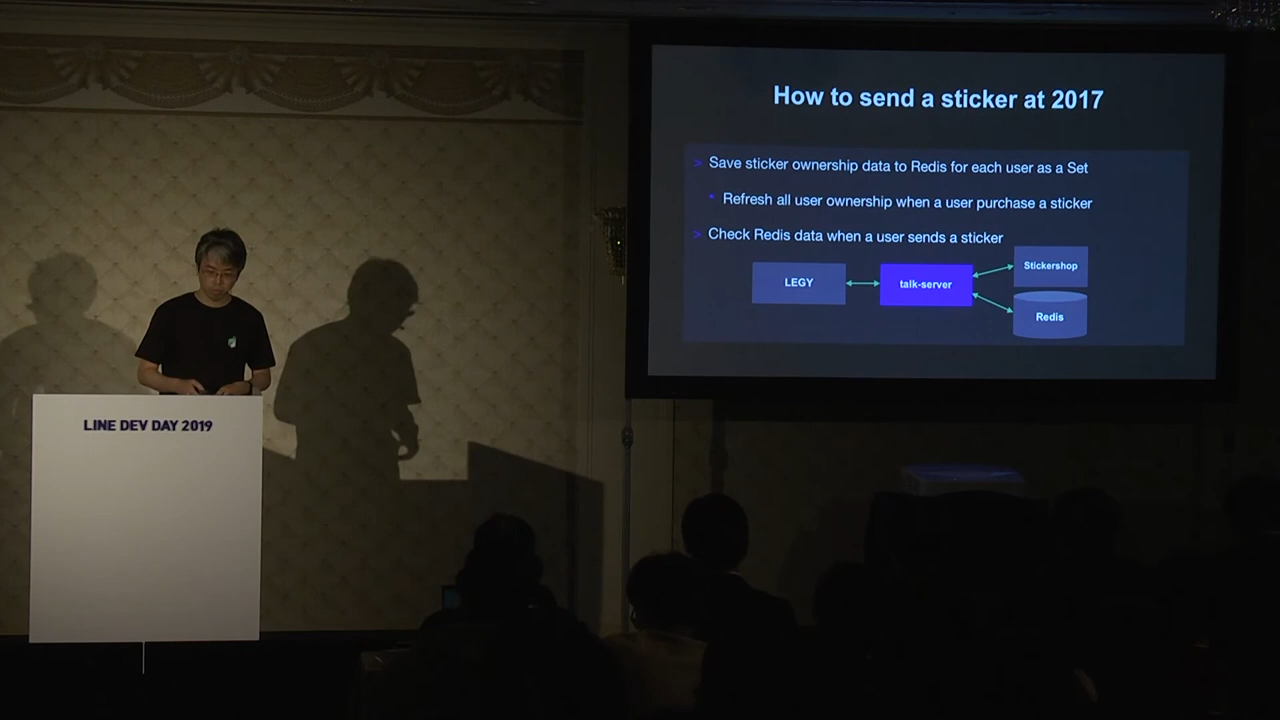 How to send a sticker at 2017
> Save sticker ownership data to Redis for each user as a Set
• Refresh all user ownership when a user purchase a sticker
> Check Redis data when a user sends a sticker
Stickershop
LEGY
talk-server
Redis
LINE DEV DAY 2019